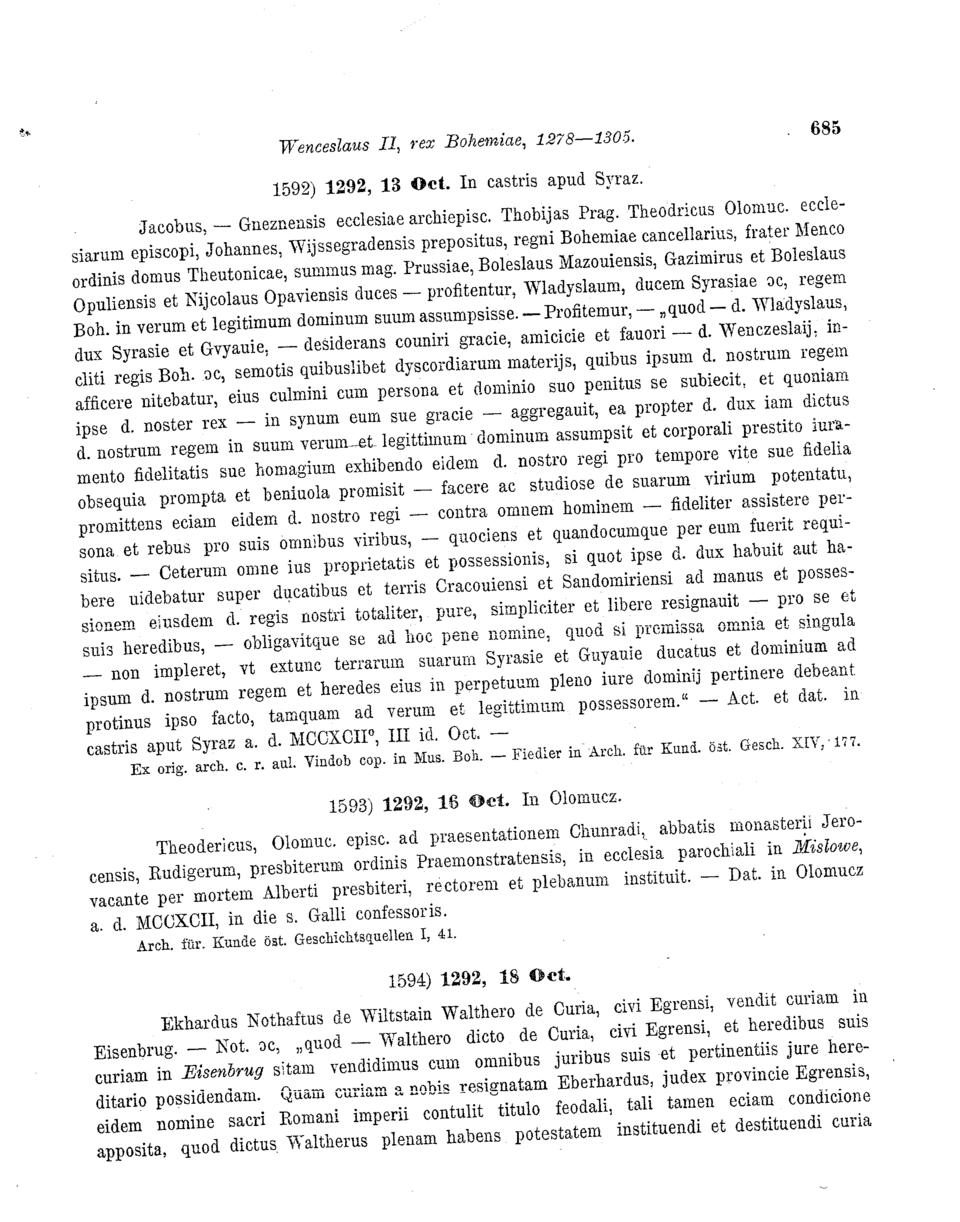 Wenceslaus II, rex Bohemiae, 1278—1305.
685
1592) 1292, 13 Oct. In castris apud Syraz.
Jacobus, — Gneznensis ecclesiae archiepisc. Thobijas Prag. Theodricus Olomuc. eccle-
siarum episcopi, Johannes, Wijssegradensis prepositus, regni Bohemiae cancellarius, frater Menco
ordinis domus Theutonicae, summus mag. Prussiae, Boleslaus Mazouiensis, Gazimirus et Boleslaus
Opuliensis et Nijcolaus Opaviensis duces — profitentur, Wladyslaum, ducem Syrasiae ɔc, regem
Boh. in verum et legitimum dominum suum assumpsisse. — Profitemur, — „quod — d. Wladyslaus,
dux Syrasie et Gvyauie, — desiderans couniri gracie, amicicie et fauori — d. Wenczeslaij, in-
cliti regis Boh. ɔc, semotis quibuslibet dyscordiarum materijs, quibus ipsum d. nostrum regem
afficere nitebatur, eius culmini cum persona et dominio suo penitus se subiecit, et quoniam
ipse d. noster rex — in synum eum sue gracie — aggregauit, ea propter d. dux iam dictus
d. nostrum regem in suum verum et legittimum dominum assumpsit et corporali prestito iura-
mento fidelitatis sue homagium exhibendo eidem d. nostro regi pro tempore vite sue fidelia
obsequia prompta et beniuola promisit — facere ac studiose de suarum virium potentatu,
promittens eciam eidem d. nostro regi — contra omnem hominem — fideliter assistere per-
sona et rebus pro suis omnibus viribus, — quociens et quandocumque per eum fuerit requi-
situs. — Ceterum omne ius proprietatis et possessionis, si quot ipse d. dux habuit aut ha-
bere uidebatur super ducatibus et terris Cracouiensi et Sandomiriensi ad manus et posses-
sionem eiusdem d. regis nostri totaliter, pure, simpliciter et libere resignauit — pro se et
suis heredibus, — obligavitque se ad hoc pene nomine, quod si premissa omnia et singula
— non impleret, vt extunc terrarum suarum Syrasie et Guyauie ducatus et dominium ad
ipsum d. nostrum regem et heredes eius in perpetuum pleno iure dominij pertinere debeant
protinus ipso facto, tamquam ad verum et legittimum possessorem.“ — Act. et dat. in
castris aput Syraz a. d. MCCXCIIº, III id. Oct. —
Ex orig. arch. c. r. aul. Vindob cop. in Mus. Boh. — Fiedler in Arch. für Kund. öst. Gesch. XIV, 177.
1593) 1292, 16 Oct. In Olomucz.
Theodericus, Olomuc. episc. ad praesentationem Chunradi, abbatis monasterii Jero-
censis, Rudigerum, presbiterum ordinis Praemonstratensis, in ecclesia parochiali in Mislowe,
vacante per mortem Alberti presbiteri, rectorem et plebanum instituit. — Dat. in Olomucz
a. d. MCCXCII, in die s. Galli confessoris.
Arch. für. Kunde öst. Geschichtsquellen I, 41.
1594) 1292, 18 Oct.
Ekhardus Nothaftus de Wiltstain Walthero de Curia, civi Egrensi, vendit curiam in
Eisenbrug. — Not. ɔc, „quod — Walthero dicto de Curia, civi Egrensi, et heredibus suis
curiam in Eisenbrug sitam vendidimus cum omnibus juribus suis et pertinentiis jure here-
ditario possidendam. Quam curiam a nobis resignatam Eberhardus, judex provincie Egrensis,
eidem nomine sacri Romani imperii contulit titulo feodali, tali tamen eciam condicione
apposita, quod dictus Waltherus plenam habens potestatem instituendi et destituendi curia